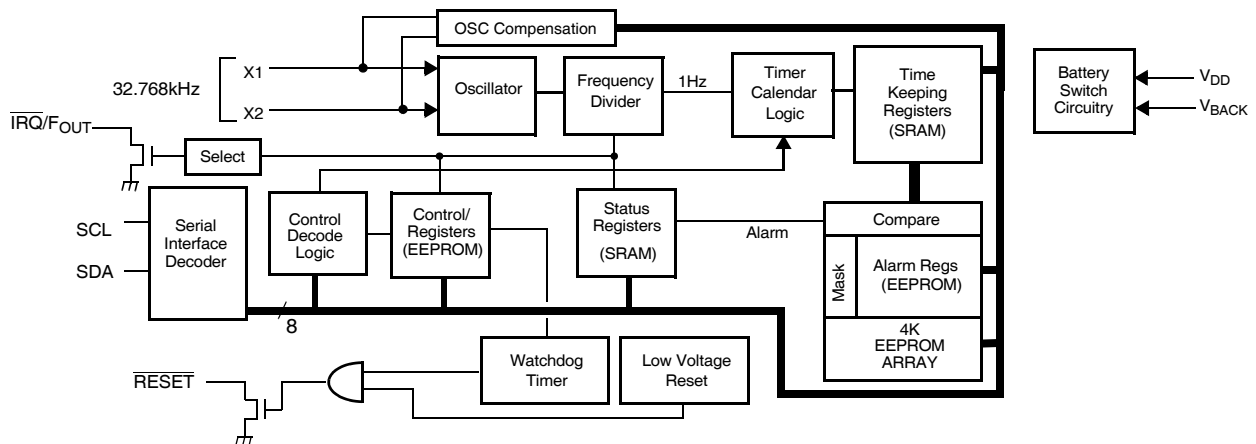 OSC Compensation
X1
X2
32.768kHz
Oscillator
Frequency
Divider
1Hz
Timer
Calendar
Logic
Time
Keeping
Registers
(SRAM)
Battery
Switch
Circuitry
VDD
VBACK
IRQ/FOUT
Select
SCL
SDA
Serial
Interface
Decoder
Control
Decode
Logic
Control/
Registers
(EEPROM)
Status
Registers
(SRAM)
Alarm
Compare
Mask
Alarm Regs
(EEPROM)
4K
EEPROM
ARRAY
8
RESET
Watchdog
Timer
Low Voltage
Reset